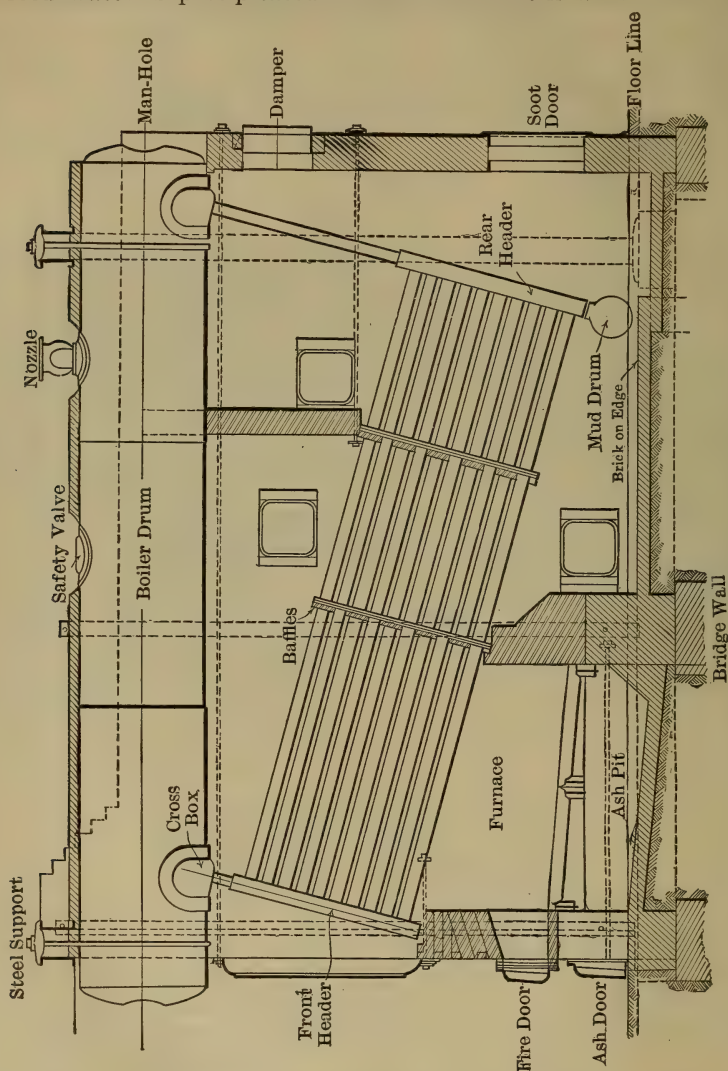 Steel Support
Safety Valve
Nozzle
Man-Hole
Boiler Drum
Damper
Cross
Box
Soot
Door
Rear
Header
Baffles
Front
Header
Furnace
Mud Drum
Brick on Edge
Floor Line
Fire Door
Ash Door
Ash Pit
Bridge Wall